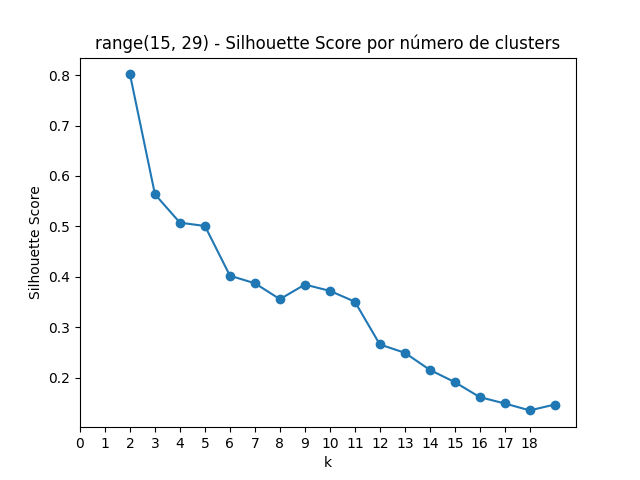 range(15, 29) - Silhouette Score por número de clusters
Silhouette Score
0.8
0.7
0.6
0.5
0.4
0.3
0.2
0 1 2 3 4 5 6 7 8 9 10 11 12 13 14 15 16 17 18
k